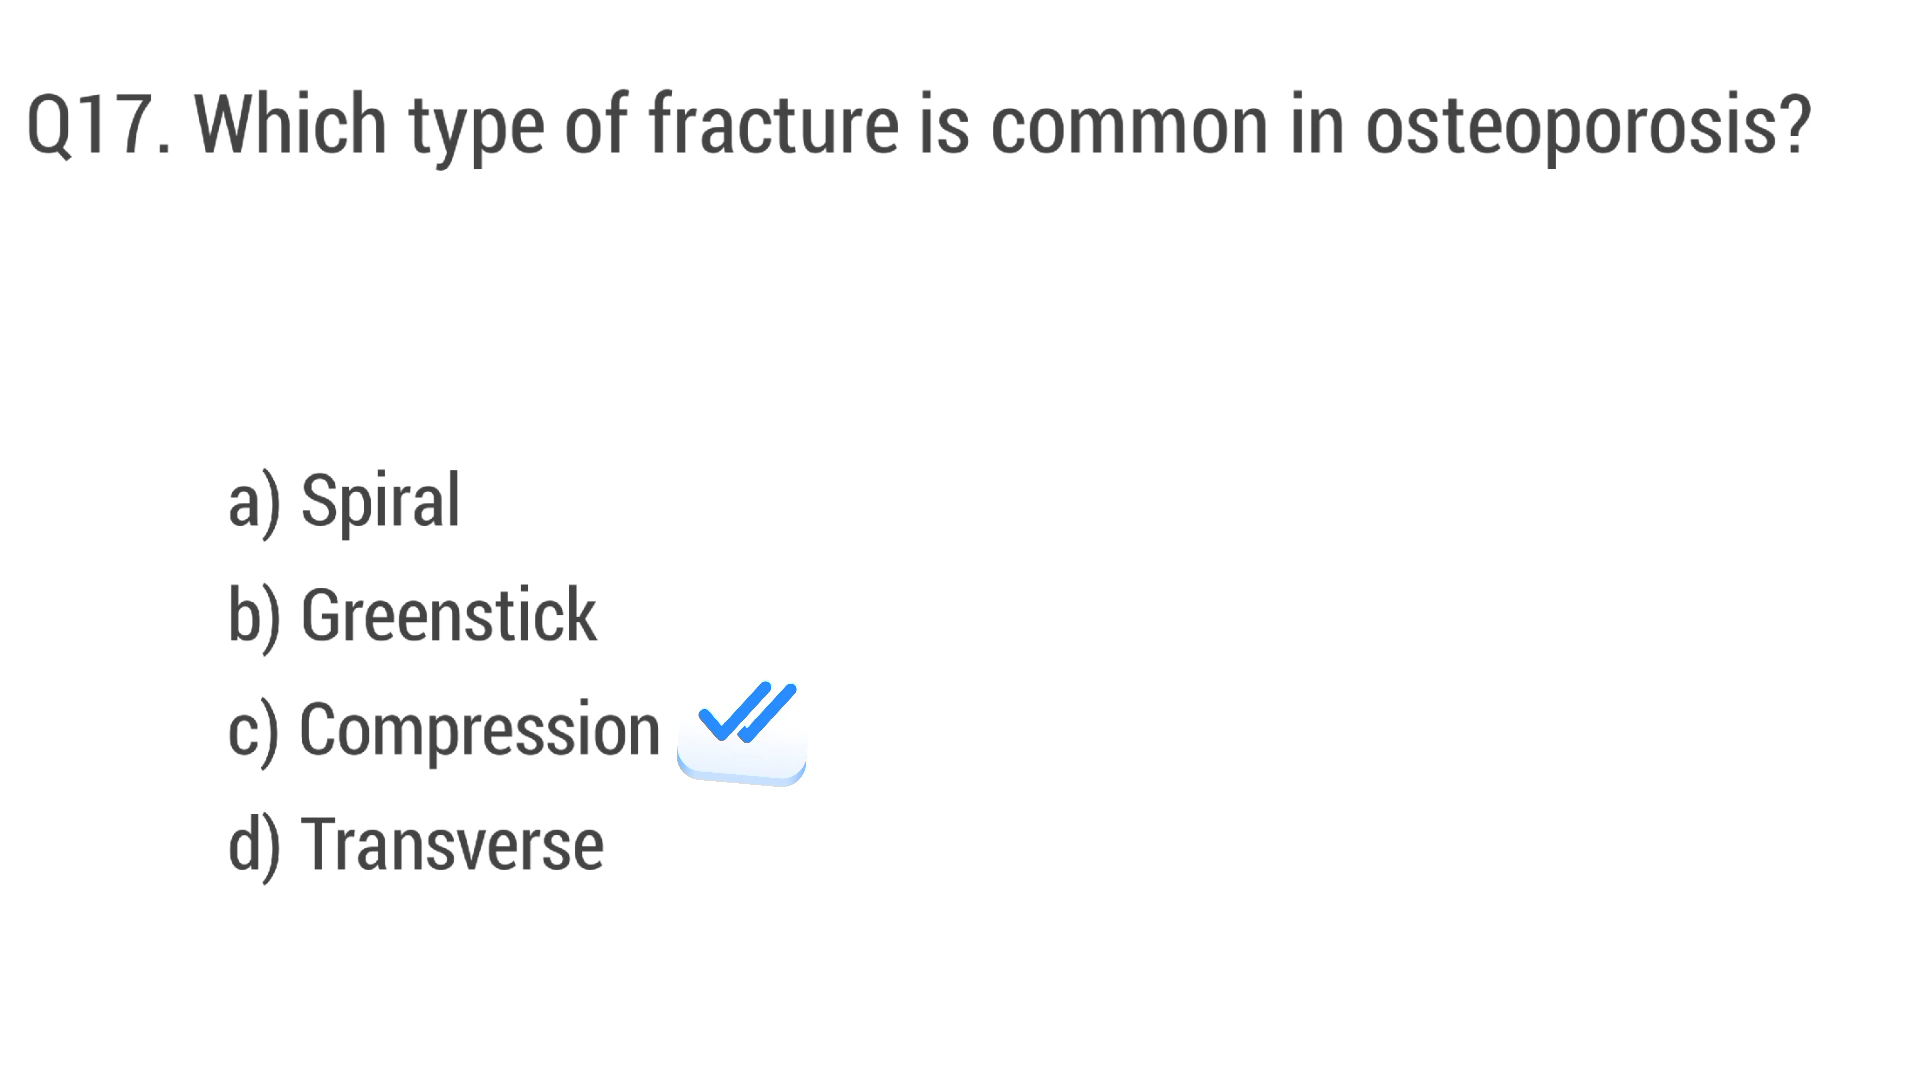 Q17. Which type of fracture is common in osteoporosis?
a) Spiral
b) Greenstick
c) Compression
d) Transverse